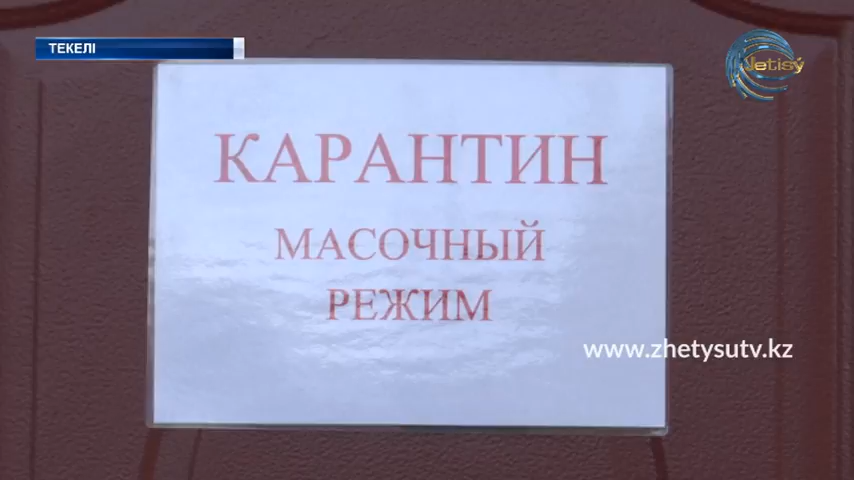 ТЕКЕЛІ
Jetisý
КАРАНТИН
МАСОЧНЫЙ
РЕЖИМ
www.zhetysutv.kz